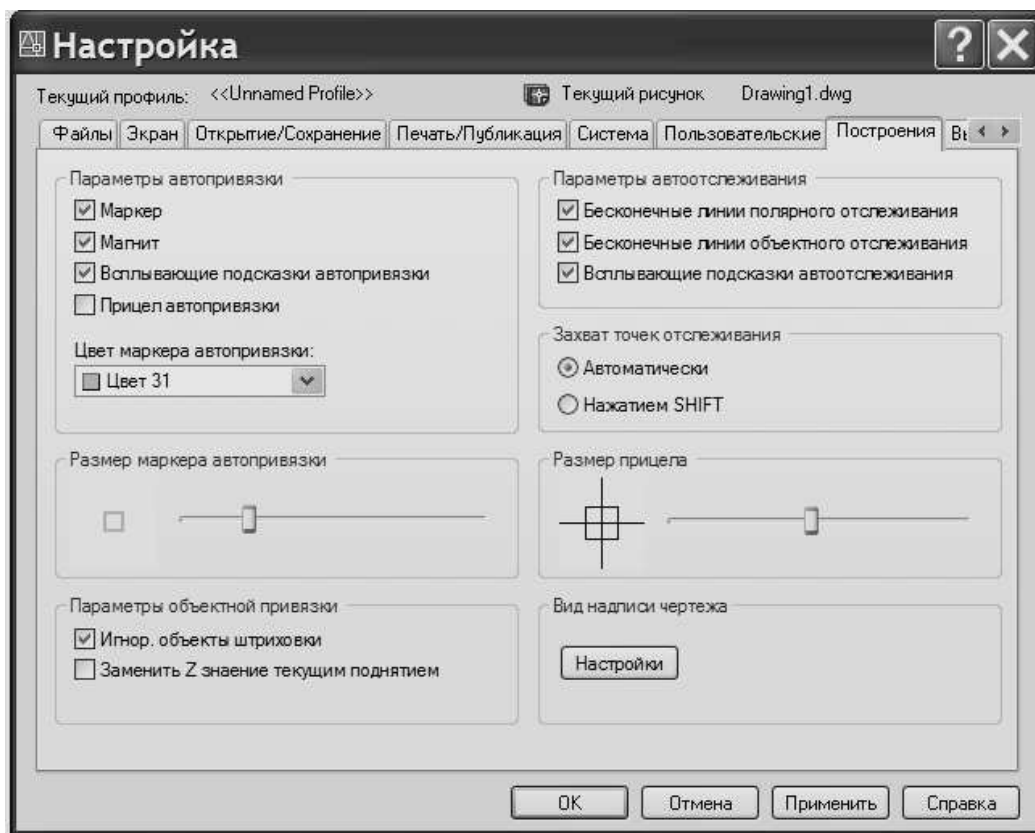 Настройка
Текущий профиль: <<Unnamed Profile>> Текущий рисунок Drawing1.dwg
Файлы Экран Открытие/Сохранение Печать/Публикация Система Пользовательские Построения
Параметры автопривязки
Маркер
Магнит
Всплывающие подсказки автопривязки
Прицел автопривязки
Цвет маркера автопривязки:
Цвет 31
Параметры автоотслеживания
Бесконечные линии полярного отслеживания
Бесконечные линии объектного отслеживания
Всплывающие подсказки автоотслеживания
Захват точек отслеживания
Автоматически
Нажатием SHIFT
Размер маркера автопривязки
Размер прицела
Параметры объектной привязки
Игнор. объекты штриховки
Заменить Z знаение текущим поднятием
Вид надписи чертежа
Настройки
OK Отмена Применить Справка